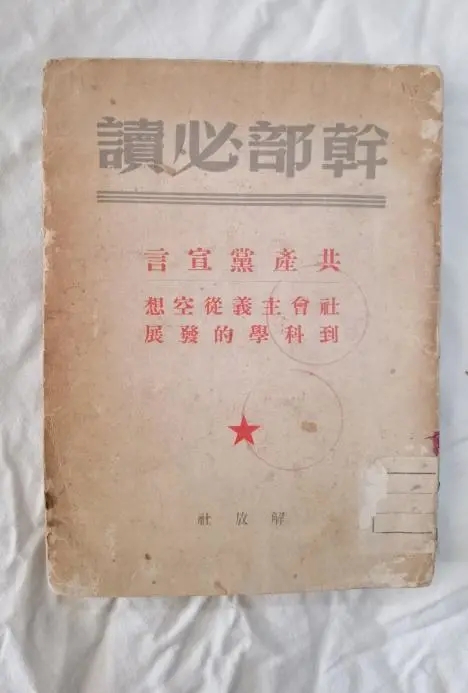 幹部必讀
共產黨宣言
社會主義從空想
到科學的發展
解放社